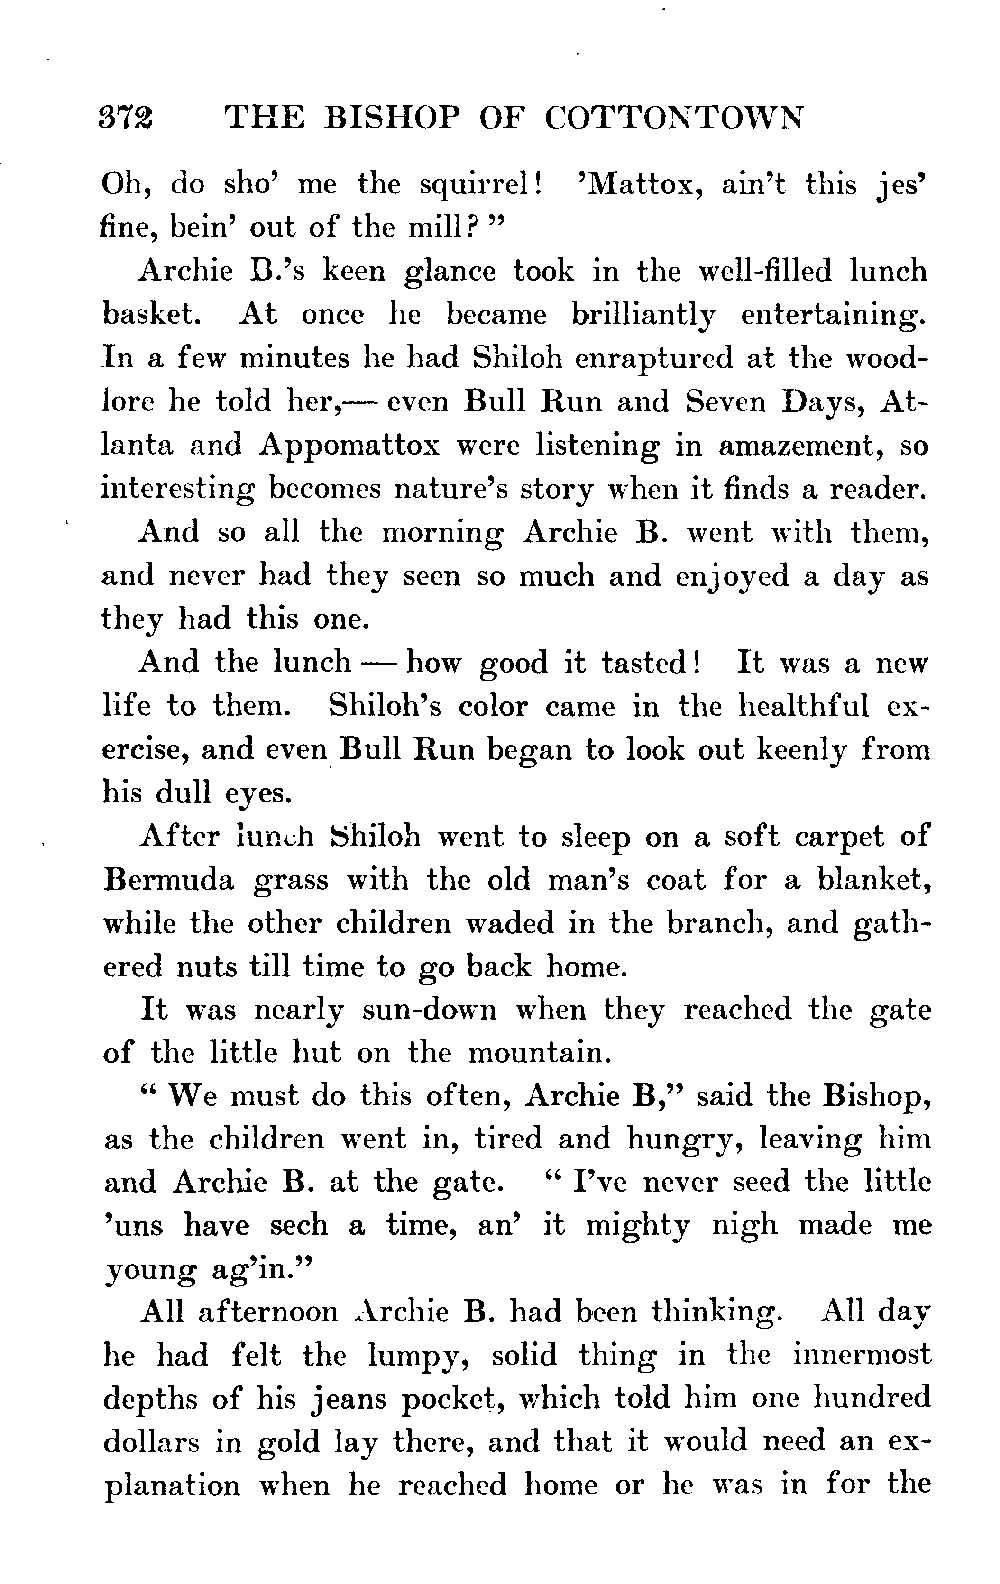 372 THE BISHOP OF COTTONTOWN
Oh, do sho' me the squirrel! 'Mattox, ain't this jes'
fine, bein' out of the mill?"
Archie B.'s keen glance took in the well-filled lunch
basket. At once he became brilliantly entertaining.
In a few minutes he had Shiloh enraptured at the wood-
lore he told her,— even Bull Run and Seven Days, At-
lanta and Appomattox were listening in amazement, so
interesting becomes nature's story when it finds a reader.
And so all the morning Archie B. went with them,
and never had they seen so much and enjoyed a day as
they had this one.
And the lunch — how good it tasted! It was a new
life to them. Shiloh's color came in the healthful ex-
ercise, and even Bull Run began to look out keenly from
his dull eyes.
After lunch Shiloh went to sleep on a soft carpet of
Bermuda grass with the old man's coat for a blanket,
while the other children waded in the branch, and gath-
ered nuts till time to go back home.
It was nearly sun-down when they reached the gate
of the little hut on the mountain.
"We must do this often, Archie B," said the Bishop,
as the children went in, tired and hungry, leaving him
and Archie B. at the gate. "I've never seed the little
'uns have sech a time, an' it mighty nigh made me
young ag'in."
All afternoon Archie B. had been thinking. All day
he had felt the lumpy, solid thing in the innermost
depths of his jeans pocket, which told him one hundred
dollars in gold lay there, and that it would need an ex-
planation when he reached home or he was in for the